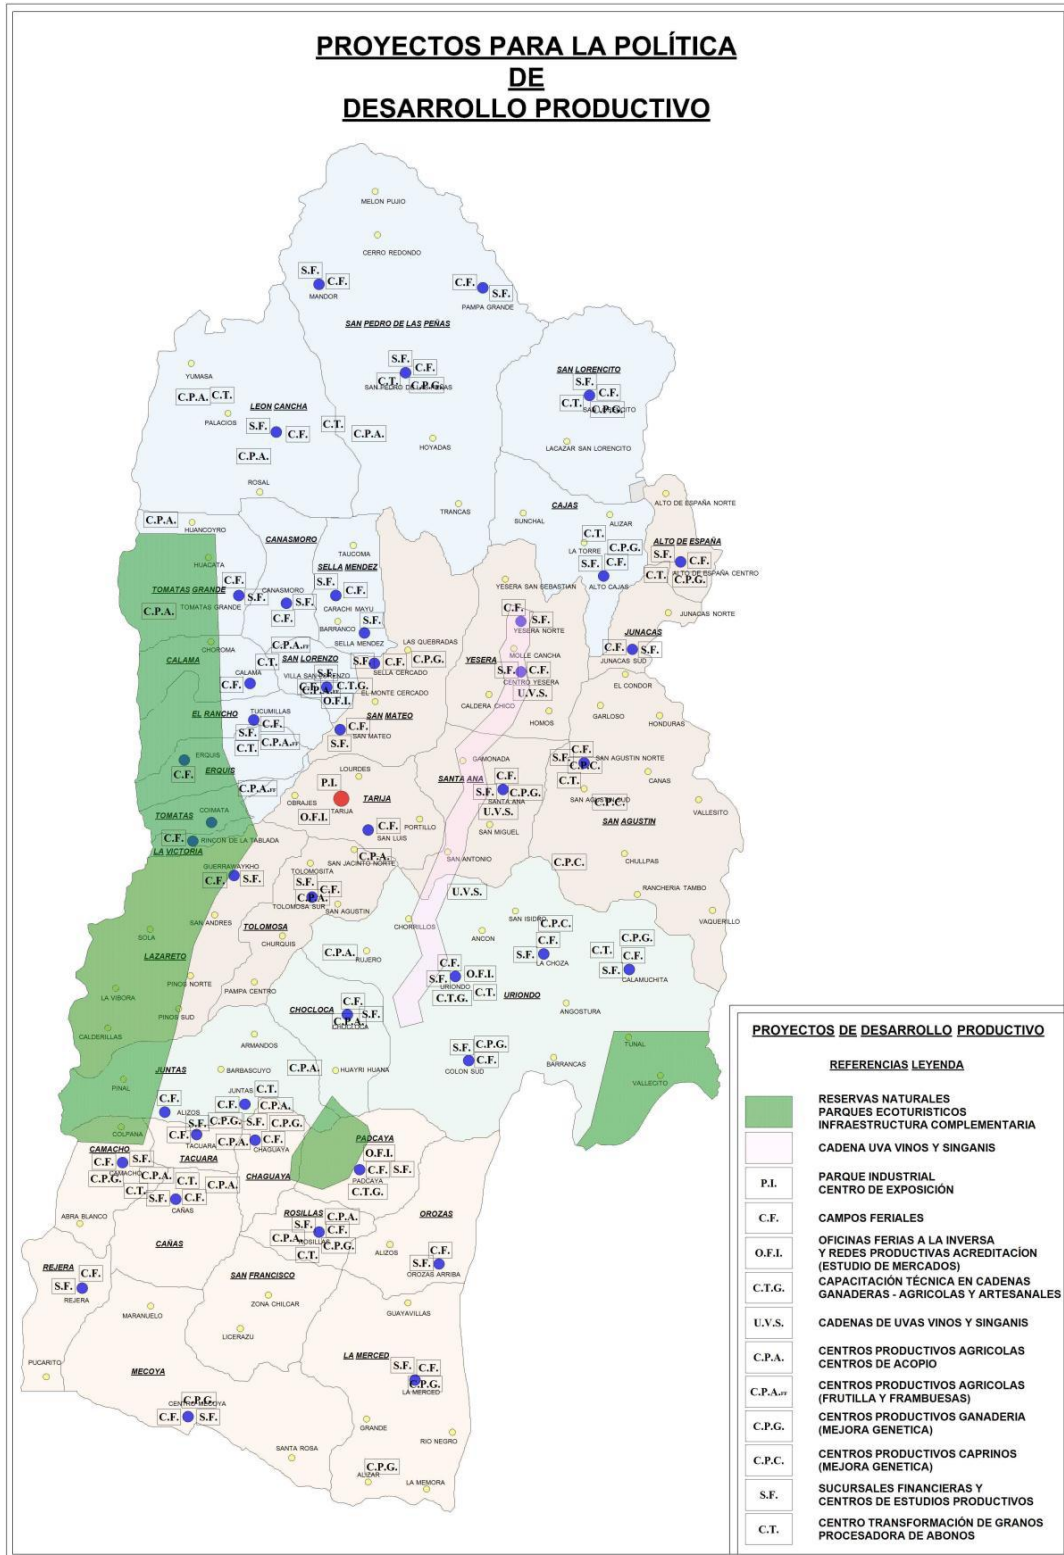 PROYECTOS PARA LA POLÍTICA
DE
DESARROLLO PRODUCTIVO
MELON PUJIO
CERRO REDONDO
S.F.
C.F.
MANDOR
C.F.
S.F.
PAMPA GRANDE
SAN PEDRO DE LAS PEÑAS
S.F.
C.F.
C.T.
C.P.G.
SAN LORENCITO
S.F.
C.F.
C.T.
C.P.G.
LACAZAR SAN LORENCITO
YUMASA
C.P.A.
C.T.
LEON CANCHA
PALACIOS
S.F.
C.F.
C.T.
C.P.A.
HOYADAS
C.P.A.
ROSAL
TRANCAS
CAJAS
SUNCHAL
ALIZAR
ALTO DE ESPAÑA NORTE
C.P.A.
HUANCOYRO
CANASMORO
TAUCOMA
C.T.
LA TORRE
C.P.G.
ALTO DE ESPAÑA
S.F.
C.F.
ALTO DE ESPAÑA CENTRO
C.T.
C.P.G.
HUACATA
SELLA MENDEZ
S.F.
C.F.
ALTO CAJAS
YESERA SAN SEBASTIAN
TOMATAS GRANDE
C.F.
S.F.
TOMATAS GRANDE
CANASMORO
S.F.
C.F.
S.F.
C.F.
CARACHI MAYU
C.P.A.
BARRANCO
S.F.
SELLA MENDEZ
C.F.
S.F.
YESERA NORTE
JUNACAS NORTE
JUNACAS
C.F.
S.F.
JUNACAS SUD
CHOROMA
C.P.A.FF
LAS QUEBRADAS
MOLLE CANCHA
CALAMA
C.T.
SAN LORENZO
S.F.
C.F.
C.P.G.
SELLA CERCADO
YESERA
S.F.
C.F.
CENTRO YESERA
U.V.S.
EL CONDOR
CALAMA
C.F.
VILLA SAN LORENZO
S.F.
C.F.
C.T.G.
O.F.I.
EL MONTE CERCADO
CALDERA CHICO
HOMOS
GARLOSO
HONDURAS
EL RANCHO
TUCUMILLAS
C.F.
S.F.
C.T.
C.P.A.FF
SAN MATEO
C.F.
SAN MATEO
S.F.
ERQUIS
C.F.
ERQUIS
C.P.A.FF
LOURDES
P.I.
TARIJA
OBRAJES
TARIJA
O.F.I.
GAMONADA
SANTA ANA
C.F.
S.F.
C.P.G.
SANTA ANA
U.V.S.
C.F.
S.F.
C.P.C.
SAN AGUSTIN NORTE
C.T.
CANAS
C.P.C.
VALLESITO
SAN AGUSTIN
COIMATA
TOMATAS
C.F.
RINCON DE LA TABLADA
LA VICTORIA
C.F.
SAN LUIS
PORTILLO
SAN MIGUEL
GUERRAWAYKHO
C.F.
S.F.
SAN JACINTO NORTE
C.P.A.
TOLOMOSITA
S.F.
C.F.
C.P.A.
TOLOMOSA SUR
SAN AGUSTIN
SAN ANTONIO
C.P.C.
CHULLPAS
U.V.S.
RANCHERIA TAMBO
VAQUERILLO
SAN ANDRES
TOLOMOSA
CHURQUIS
CHORRILLOS
SAN ISIDRO
C.P.C.
SOLA
LAZARETO
C.P.A.
RUJERO
ANCON
C.F.
S.F.
LA CHOZA
C.P.G.
C.T.
C.F.
S.F.
CALAMUCHITA
PINOS NORTE
LA VIBORA
PAMPA CENTRO
C.F.
S.F.
O.F.I.
URIONDO
C.T.G.
C.T.
URIONDO
ANGOSTURA
PINOS SUD
CALDERILLAS
CHOCLOCA
C.F.
S.F.
C.P.A.
CHOCLOCA
ARMANDOS
S.F.
C.P.G.
C.F.
COLON SUD
BARRANCAS
TUNAL
VALLECITO
JUNTAS
BARBASCUYO
C.P.A.
HUAYRI HUANA
PINAL
JUNTAS
C.T.
C.F.
C.P.A.
C.F.
ALIZOS
S.F.
C.P.G.
S.F.
C.P.G.
COLPANA
C.F.
TACUARA
C.P.A.
C.F.
CHAGUAYA
PADCAYA
O.F.I.
C.F.
S.F.
PADCAYA
C.T.G.
CAMACHO
C.F.
S.F.
CAMACHO
TACUARA
C.P.G.
C.P.A.
C.T.
C.P.A.
CHAGUAYA
C.T.
S.F.
C.F.
CAÑAS
ABRA BLANCO
ROSILLAS
C.P.A.
S.F.
C.F.
ROSILLAS
C.P.A.
C.P.G.
C.T.
OROZAS
ALIZOS
C.F.
S.F.
OROZAS ARRIBA
CAÑAS
REJERA
C.F.
S.F.
REJERA
SAN FRANCISCO
ZONA CHILCAR
GUAYAVILLAS
MARANUELO
LICERAZU
PUCARITO
MECOYA
LA MERCED
S.F.
C.F.
C.P.G.
LA MERCED
C.P.G.
CENTRO MECOYA
C.F.
S.F.
GRANDE
RIO NEGRO
SANTA ROSA
C.P.G.
ALIZAR
LA MEMORA
PROYECTOS DE DESARROLLO PRODUCTIVO
REFERENCIAS LEYENDA
RESERVAS NATURALES
PARQUES ECOTURISTICOS
INFRAESTRUCTURA COMPLEMENTARIA
CADENA UVA VINOS Y SINGANIS
P.I.
PARQUE INDUSTRIAL
CENTRO DE EXPOSICIÓN
C.F.
CAMPOS FERIALES
O.F.I.
OFICINAS FERIAS A LA INVERSA
Y REDES PRODUCTIVAS ACREDITACÍON
(ESTUDIO DE MERCADOS)
C.T.G.
CAPACITACIÓN TÉCNICA EN CADENAS
GANADERAS - AGRICOLAS Y ARTESANALES
U.V.S.
CADENAS DE UVAS VINOS Y SINGANIS
C.P.A.
CENTROS PRODUCTIVOS AGRICOLAS
CENTROS DE ACOPIO
C.P.A.FF
CENTROS PRODUCTIVOS AGRICOLAS
(FRUTILLA Y FRAMBUESAS)
C.P.G.
CENTROS PRODUCTIVOS GANADERIA
(MEJORA GENETICA)
C.P.C.
CENTROS PRODUCTIVOS CAPRINOS
(MEJORA GENETICA)
S.F.
SUCURSALES FINANCIERAS Y
CENTROS DE ESTUDIOS PRODUCTIVOS
C.T.
CENTRO TRANSFORMACIÓN DE GRANOS
PROCESADORA DE ABONOS